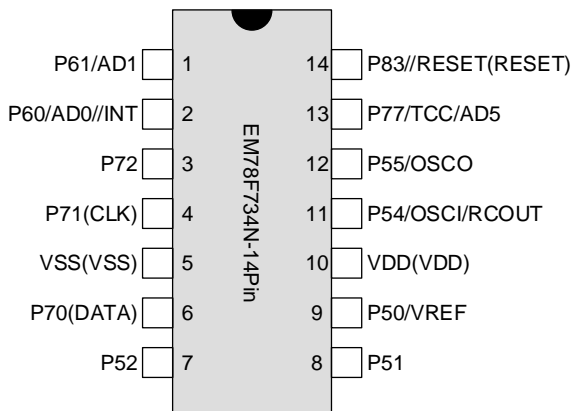 P61/AD1 1 14 P83//RESET(RESET)
P60/AD0//INT 2 13 P77/TCC/AD5
P72 3 12 P55/OSCO
P71(CLK) 4 11 P54/OSCI/RCOUT
VSS(VSS) 5 10 VDD(VDD)
P70(DATA) 6 9 P50/VREF
P52 7 8 P51
EM78F734N-14Pin